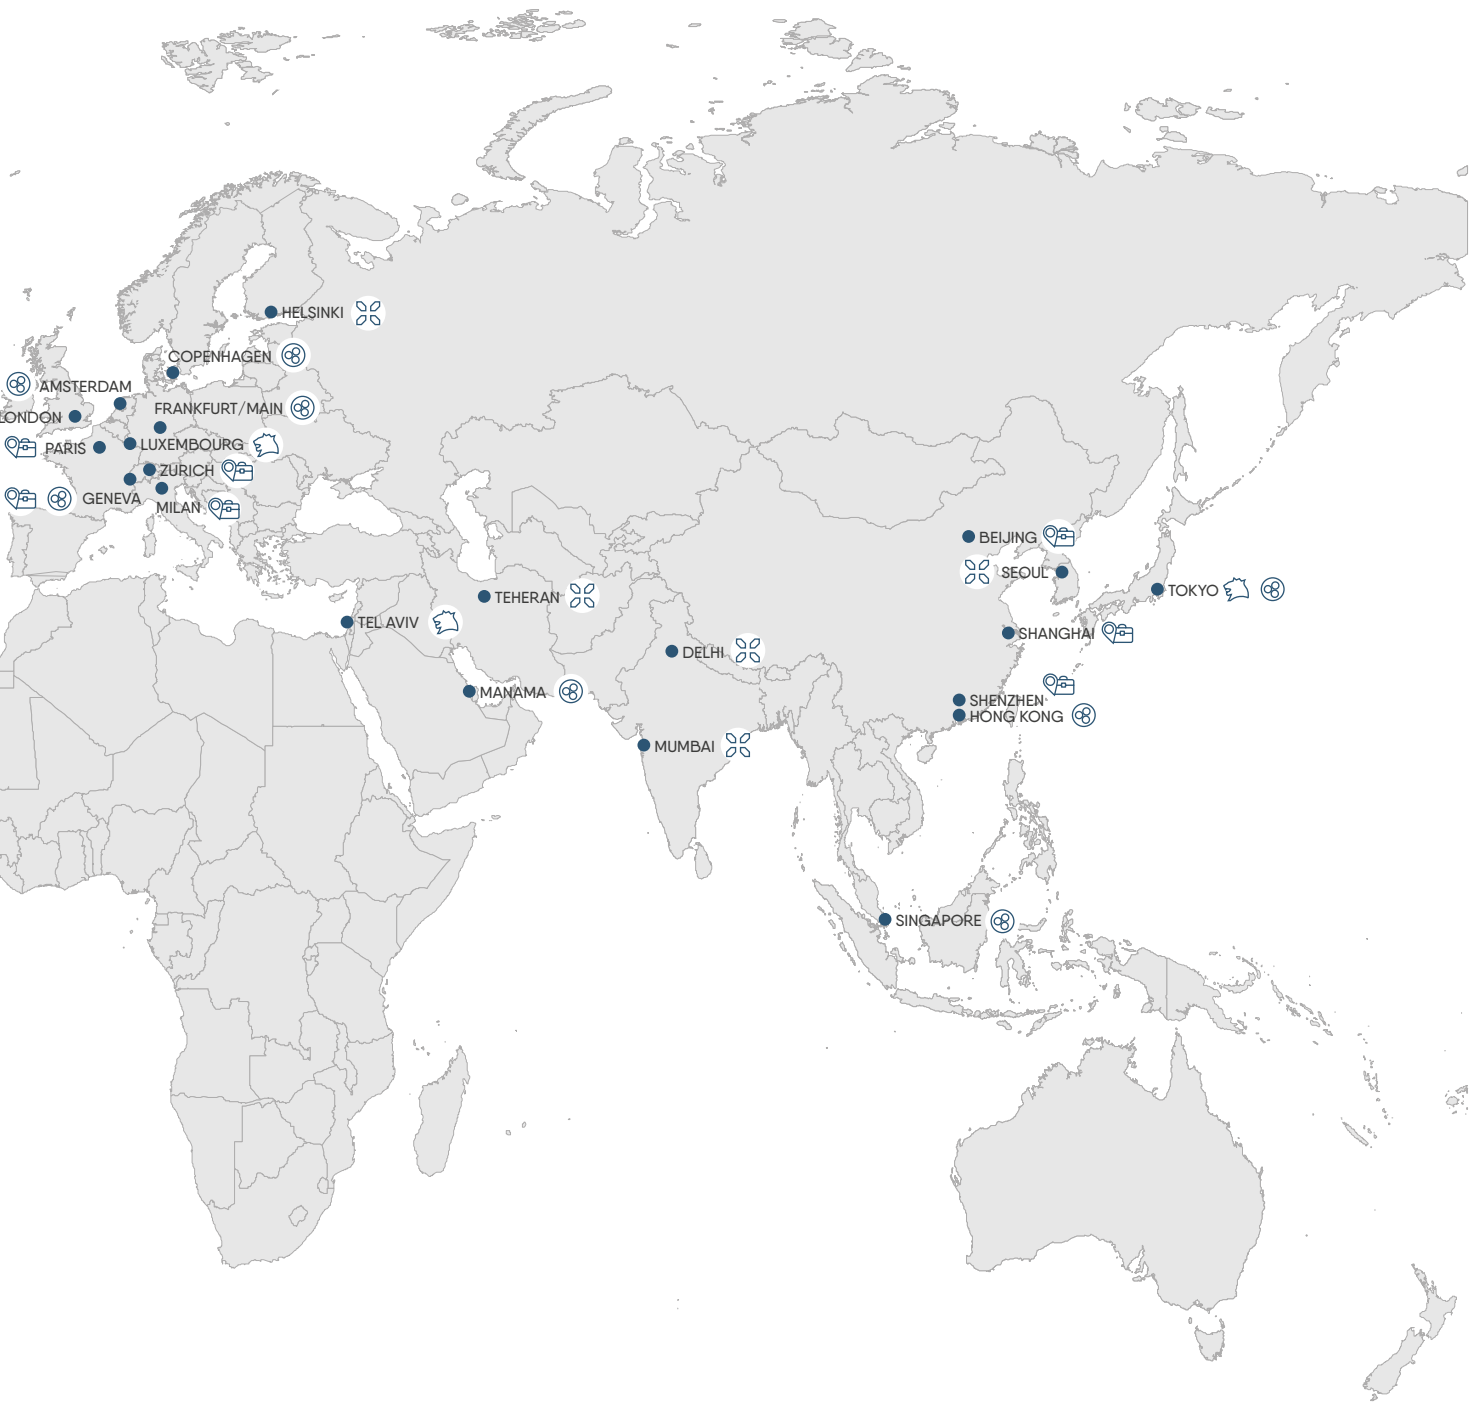 HELSINKI
COPENHAGEN
AMSTERDAM
FRANKFURT/MAIN
LONDON
LUXEMBOURG
PARIS
ZURICH
GENEVA
MILAN
BEIJING
SEOUL
TOKYO
TEHERAN
TEL AVIV
SHANGHAI
DELHI
MANAMA
SHENZHEN
HONG KONG
MUMBAI
SINGAPORE